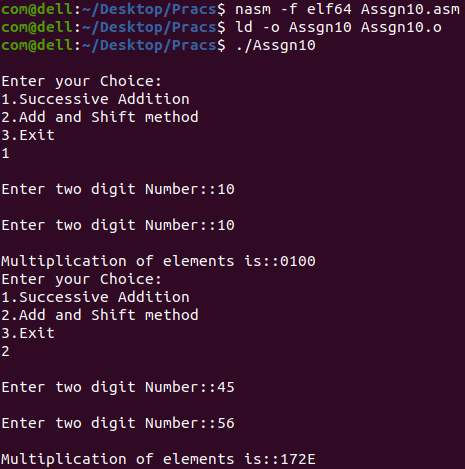 com@dell:~/Desktop/Pracs$ nasm -f elf64 Assgn10.asm
com@dell:~/Desktop/Pracs$ ld -o Assgn10 Assgn10.o
com@dell:~/Desktop/Pracs$ ./Assgn10
Enter your Choice:
1.Successive Addition
2.Add and Shift method
3.Exit
1
Enter two digit Number::10
Enter two digit Number::10
Multiplication of elements is::0100
Enter your Choice:
1.Successive Addition
2.Add and Shift method
3.Exit
2
Enter two digit Number::45
Enter two digit Number::56
Multiplication of elements is::172E